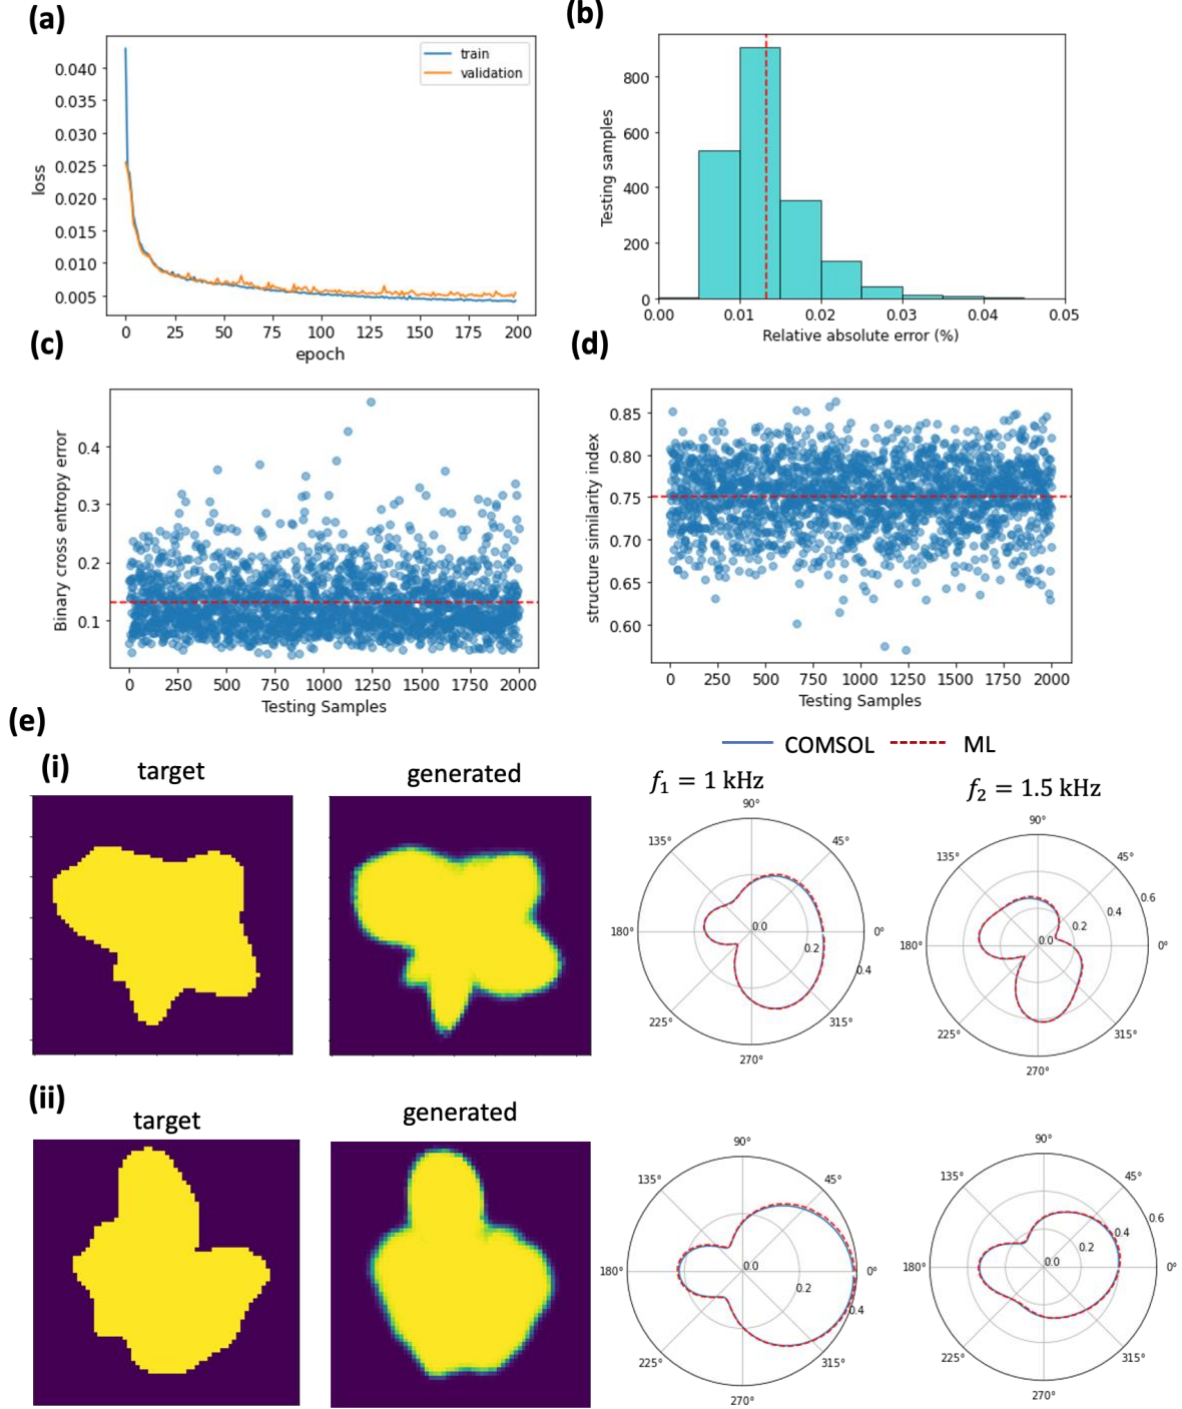 (a)
train
validation
0.040
0.035
0.030
0.025
0.020
0.015
0.010
0.005
loss
0 25 50 75 100 125 150 175 200
epoch
(b)
800
600
400
200
0
Testing samples
0.00 0.01 0.02 0.03 0.04 0.05
Relative absolute error (%)
(c)
0.4
0.3
0.2
0.1
Binary cross entropy error
0 250 500 750 1000 1250 1500 1750 2000
Testing Samples
(d)
0.85
0.80
0.75
0.70
0.65
0.60
structure similarity index
0 250 500 750 1000 1250 1500 1750 2000
Testing Samples
(e)
COMSOL ML
(i)
target
generated
f₁ = 1 kHz
90°
135° 45°
180° 0.0 0.2 0.4 0°
225° 315°
270°
f₂ = 1.5 kHz
90°
135° 45°
180° 0.0 0.2 0.4 0.6 0°
225° 315°
270°
(ii)
target
generated
90°
135° 45°
180° 0.0 0.2 0.4 0°
225° 315°
270°
90°
135° 45°
180° 0.0 0.2 0.4 0.6 0°
225° 315°
270°